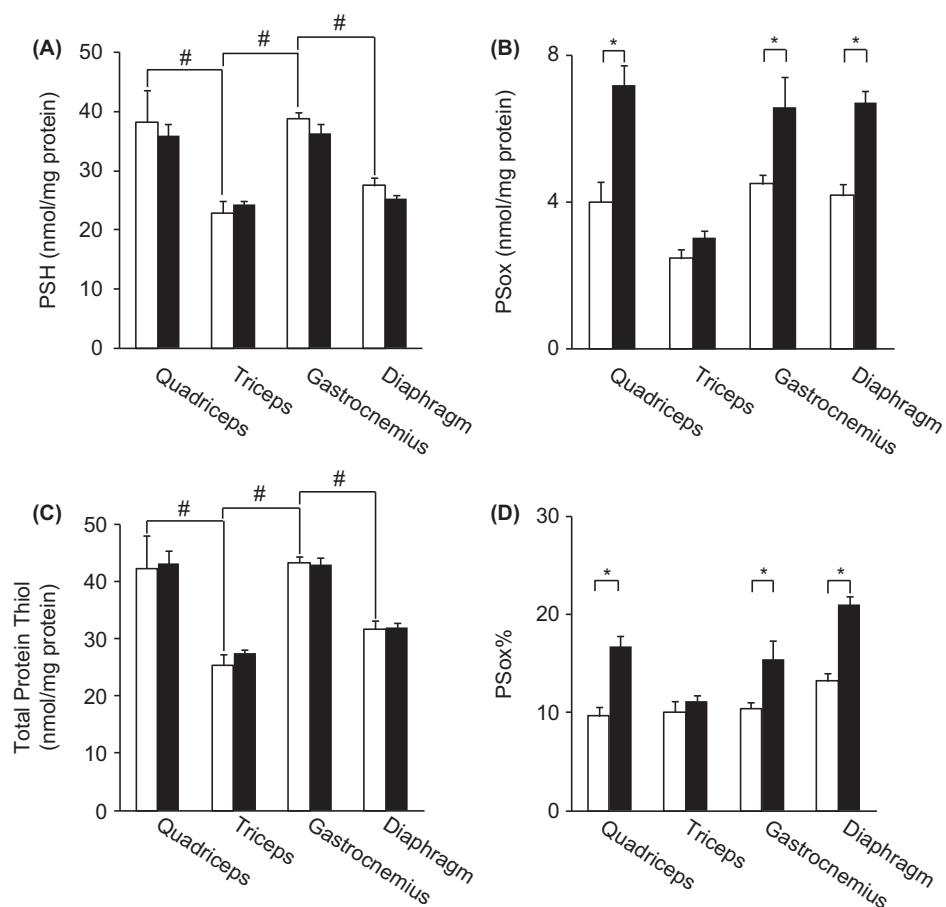 (A)
50
40
30
20
10
0
PSH (nmol/mg protein)
#
#
#
Quadriceps
Triceps
Gastrocnemius
Diaphragm
(B)
8
4
0
PSox (nmol/mg protein)
*
*
*
Quadriceps
Triceps
Gastrocnemius
Diaphragm
(C)
50
40
30
20
10
0
Total Protein Thiol
(nmol/mg protein)
#
#
#
Quadriceps
Triceps
Gastrocnemius
Diaphragm
(D)
30
20
10
0
PSox%
*
*
*
Quadriceps
Triceps
Gastrocnemius
Diaphragm